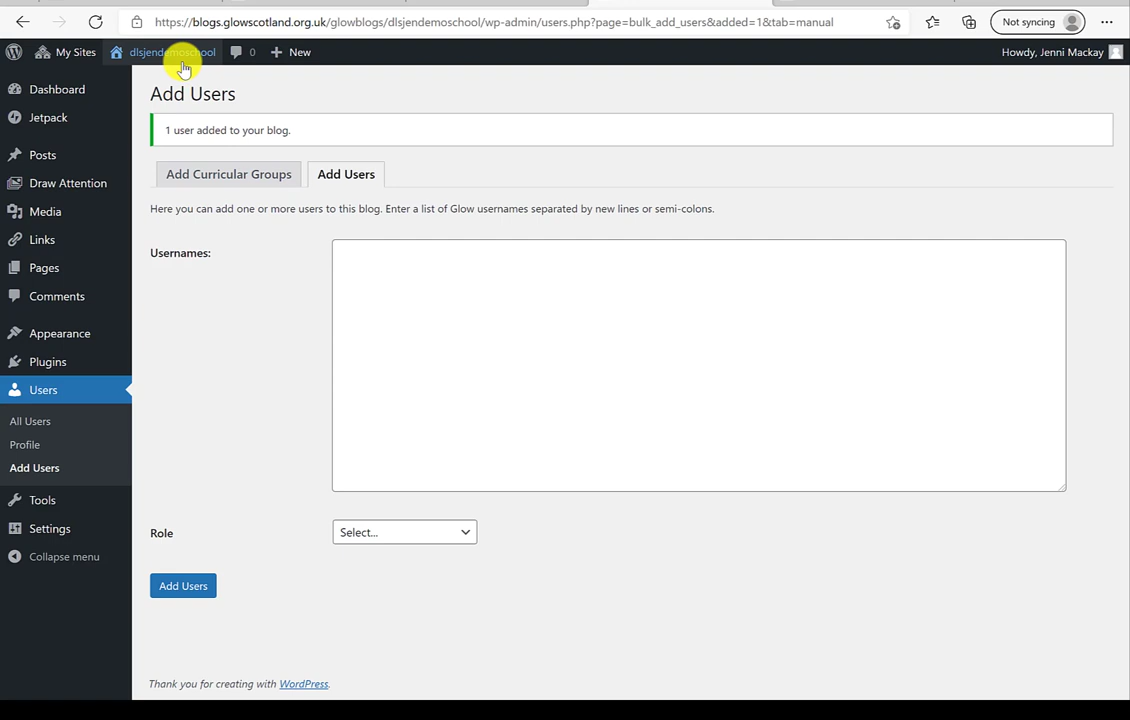 https://blogs.glowscotland.org.uk/glowblogs/dlsjendemoschool/wp-admin/users.php?page=bulk_add_users&added=1&tab=manual
Not syncing
My Sites
dlsjendemoschool
0
New
Howdy, Jenni Mackay
Dashboard
Jetpack
Posts
Draw Attention
Media
Links
Pages
Comments
Appearance
Plugins
Users
All Users
Profile
Add Users
Tools
Settings
Collapse menu
Add Users
1 user added to your blog.
Add Curricular Groups
Add Users
Here you can add one or more users to this blog. Enter a list of Glow usernames separated by new lines or semi-colons.
Usernames:
Role
Select...
Add Users
Thank you for creating with WordPress.